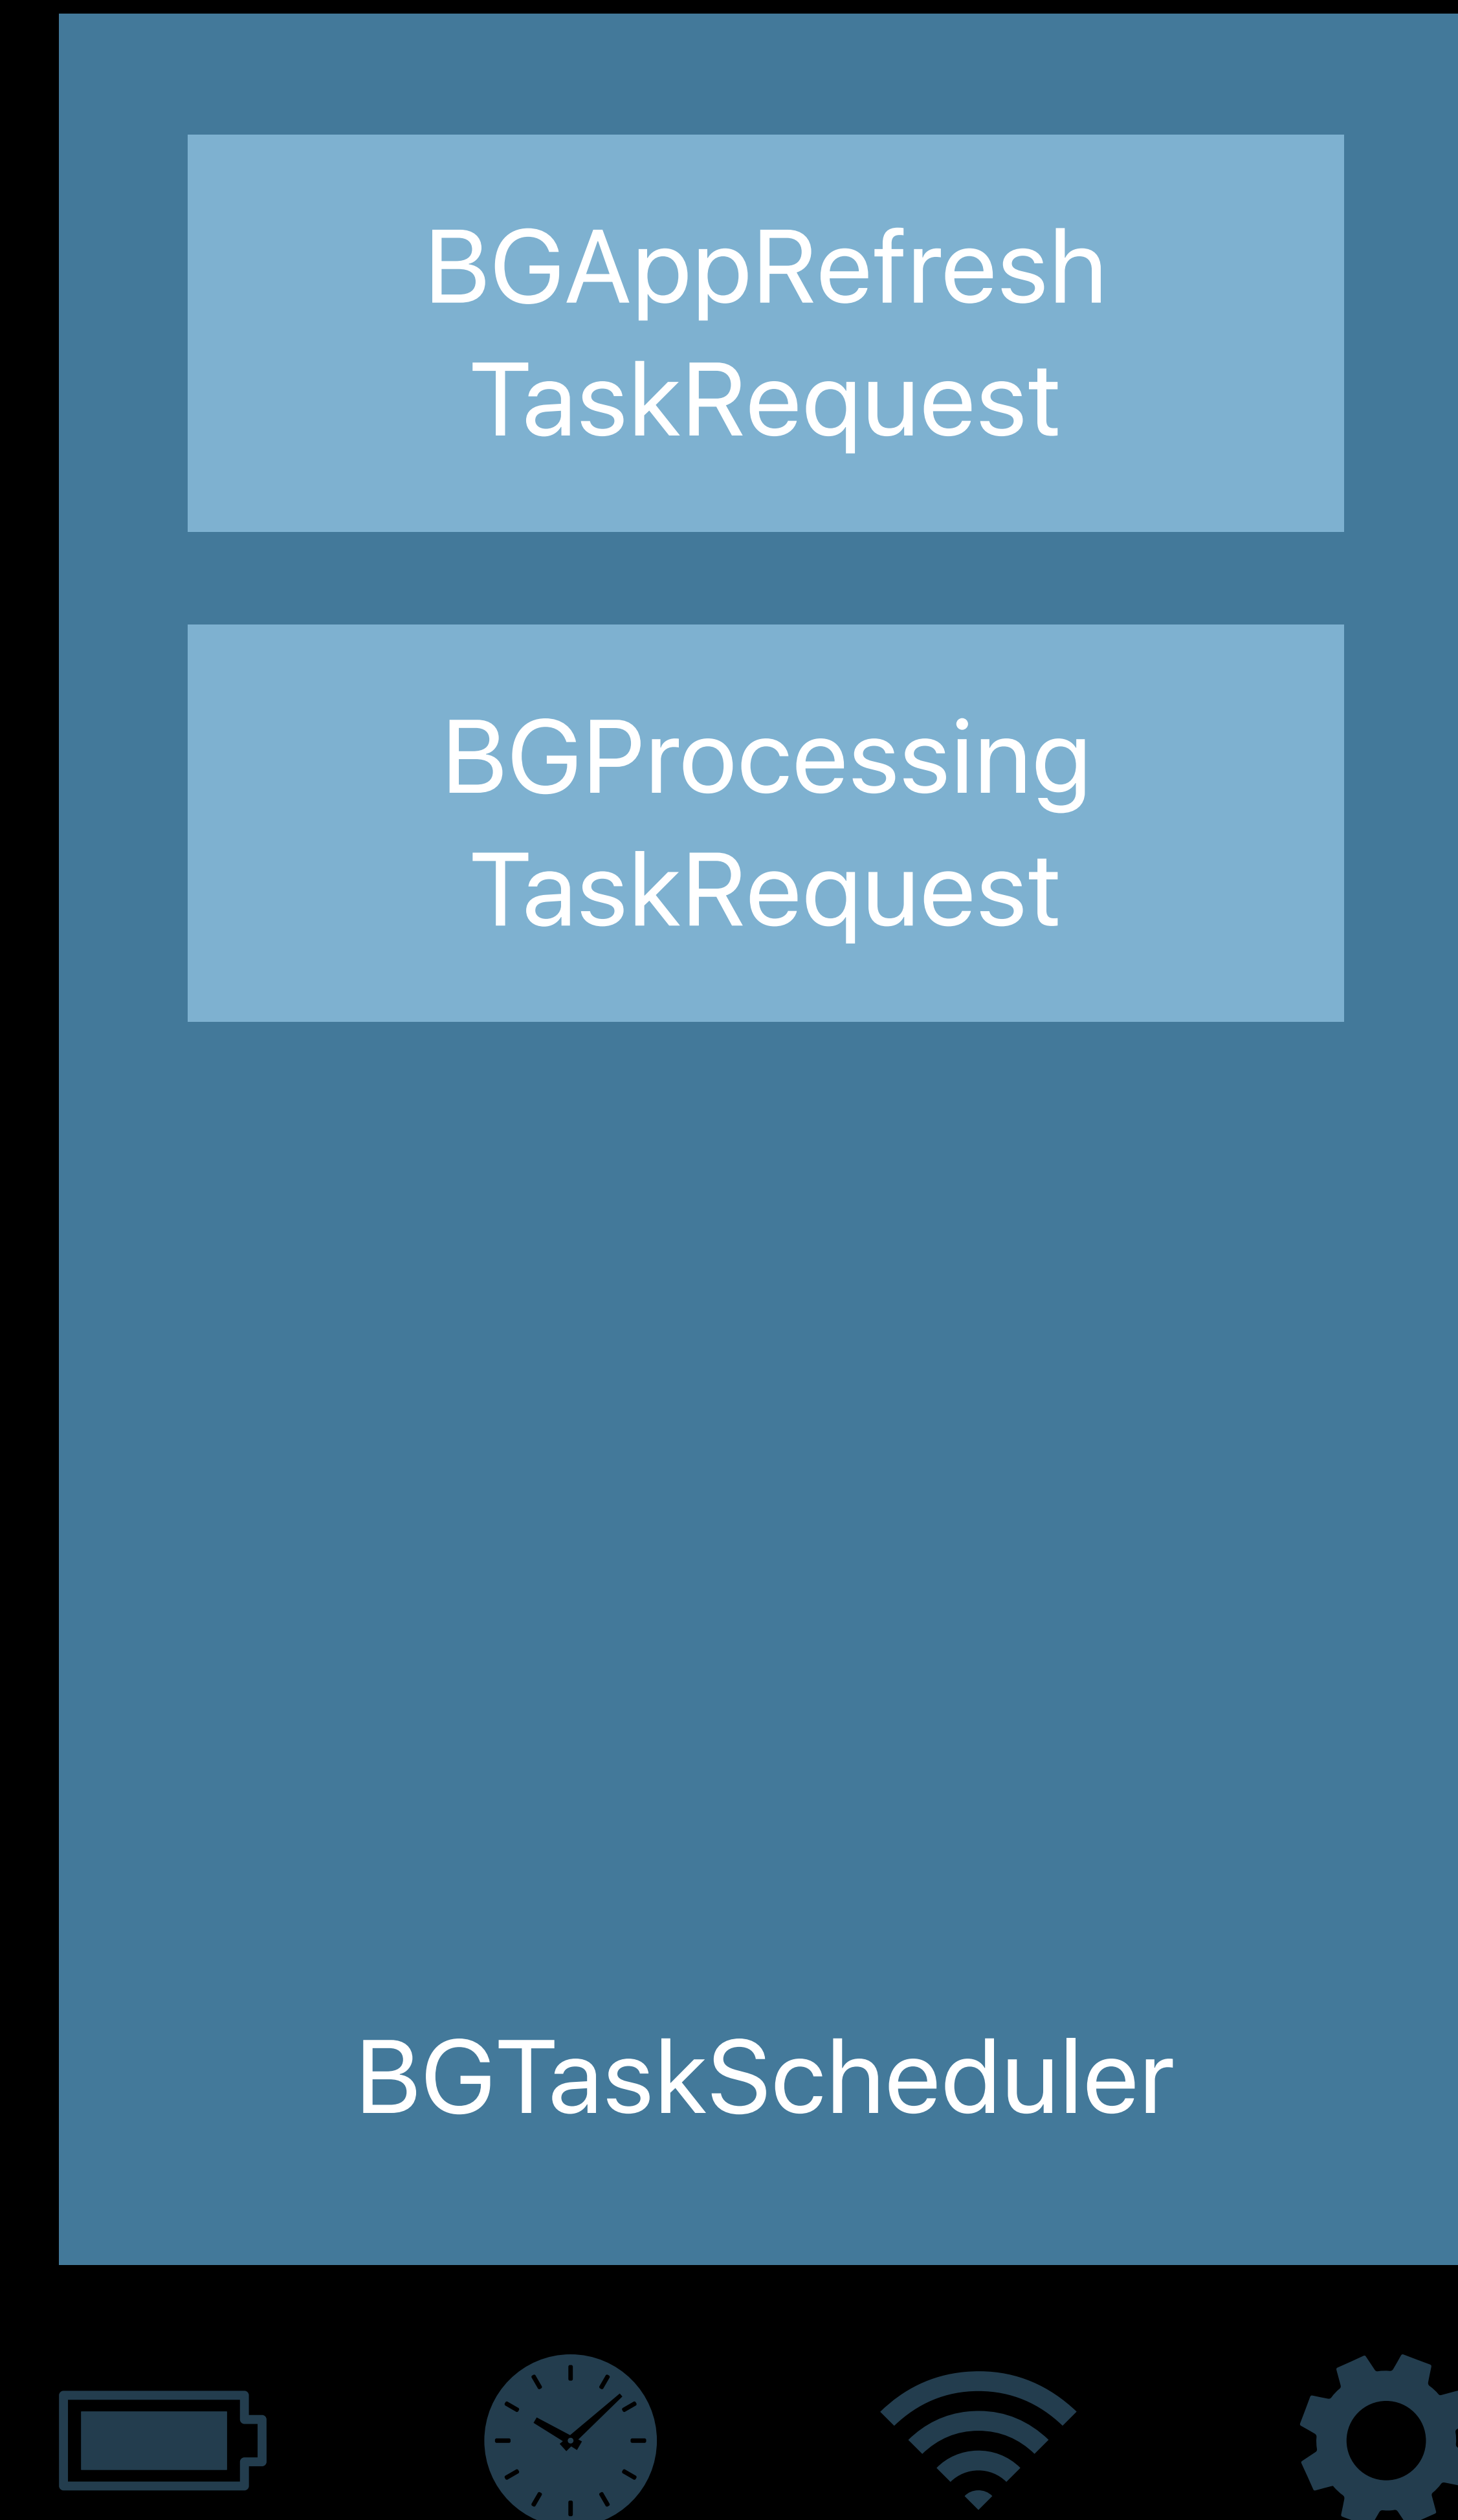 BGAppRefresh
TaskRequest
BGProcessing
TaskRequest
BGTaskScheduler